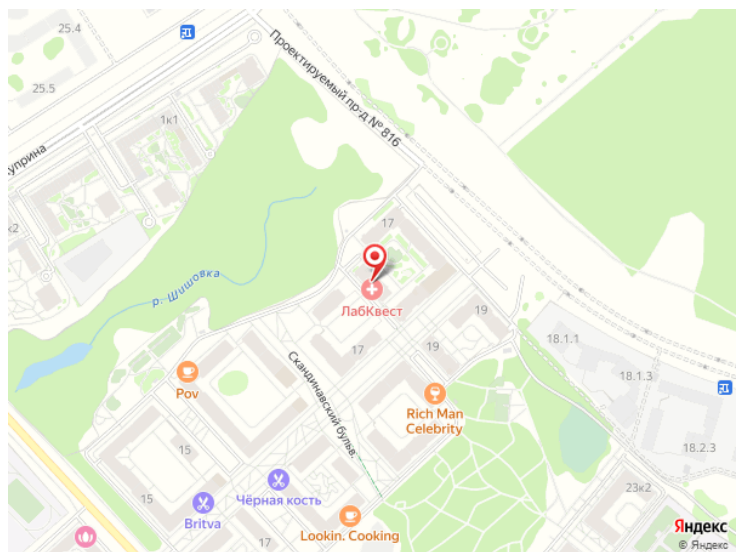 25.4
25.5
Проектируемый пр-д № 816
1к1
уприна
к2
р. Шишовка
17
ЛабКвест
19
17
19
18.1.1
18.1.3
18.2.3
Pov
Скандинавский бульв.
Rich Man
Celebrity
15
15
Чёрная кость
Britva
17
Lookin. Cooking
23к2
Яндекс
© Яндекс